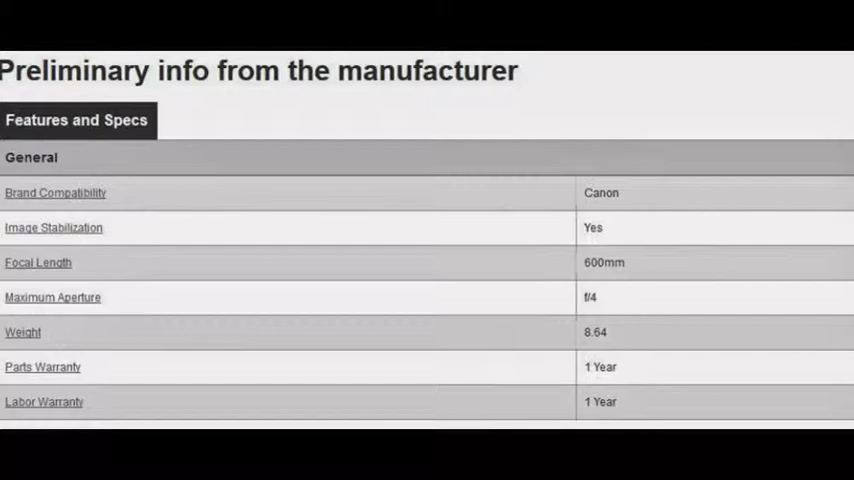 Preliminary info from the manufacturer
Features and Specs
General
Brand Compatibility Canon
Image Stabilization Yes
Focal Length 600mm
Maximum Aperture f/4
Weight 8.64
Parts Warranty 1 Year
Labor Warranty 1 Year